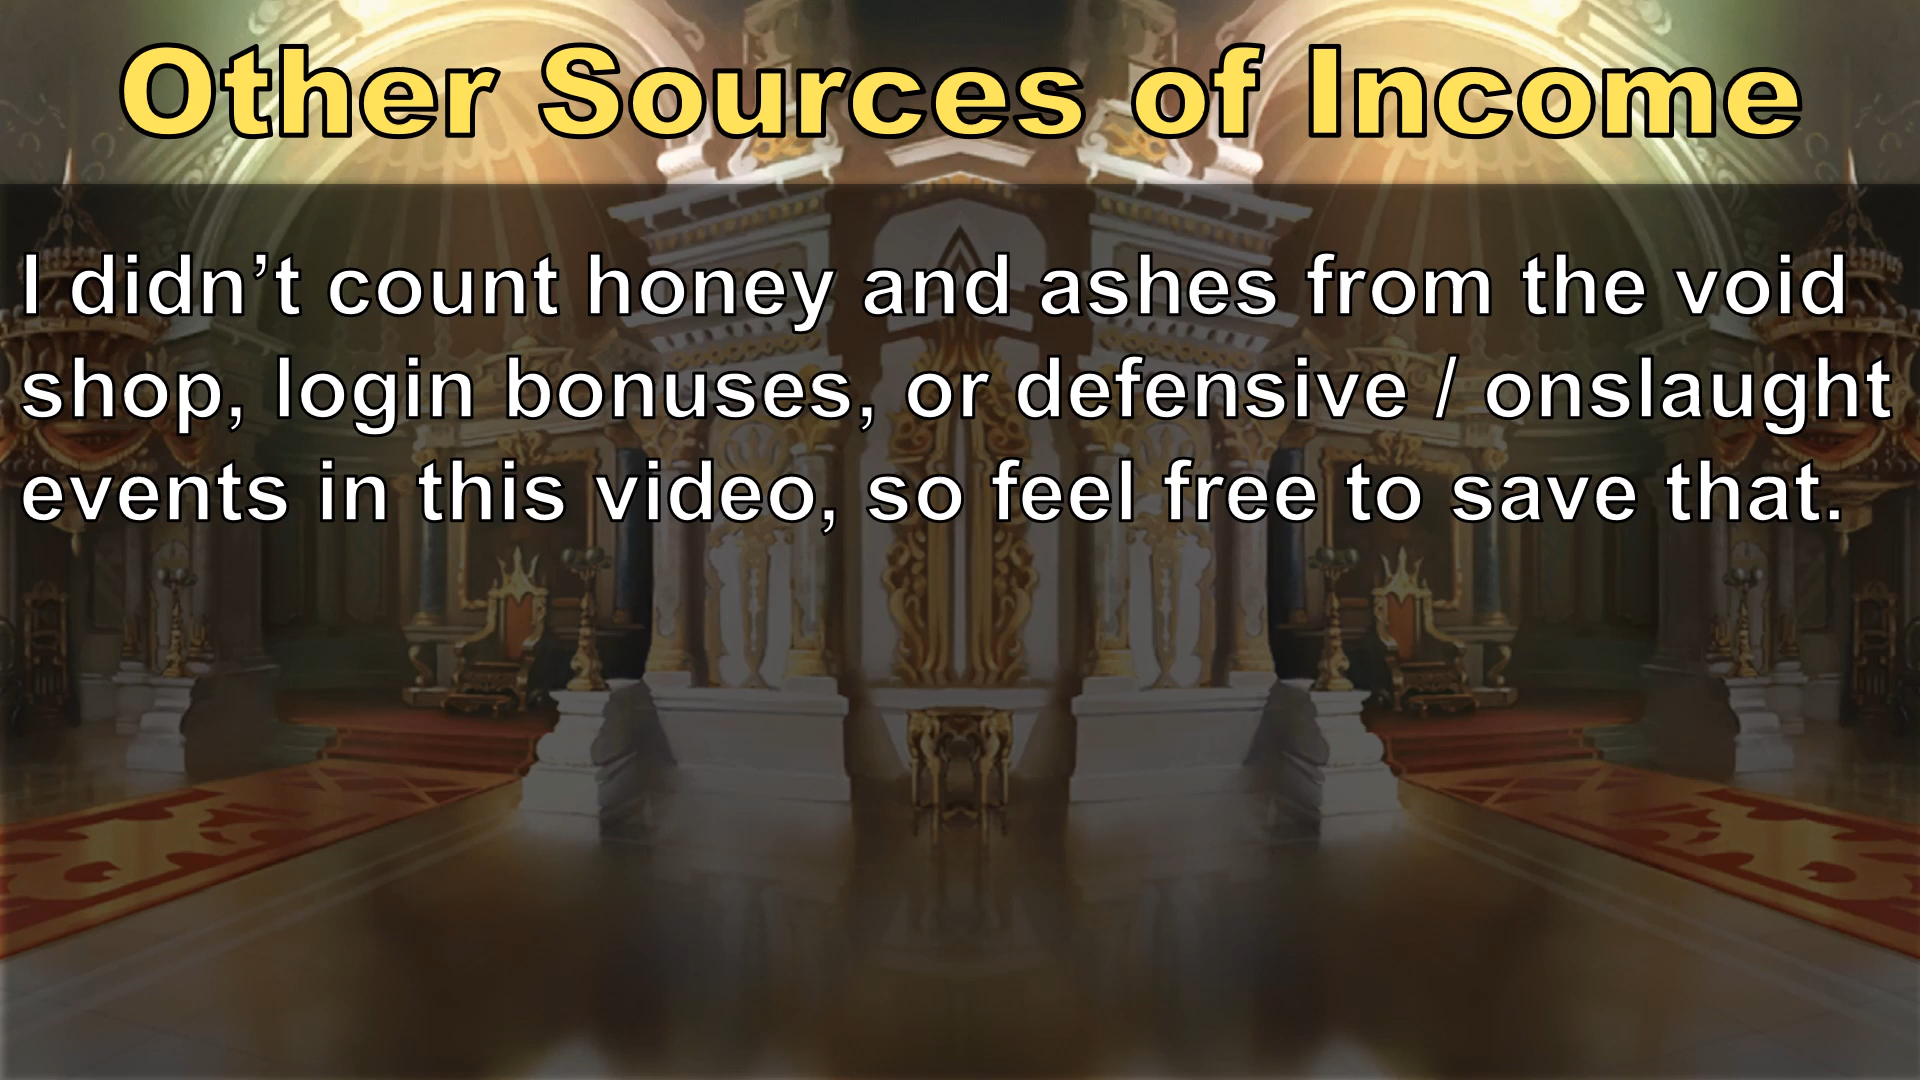 Other Sources of Income
I didn’t count honey and ashes from the void
shop, login bonuses, or defensive / onslaught
events in this video, so feel free to save that.